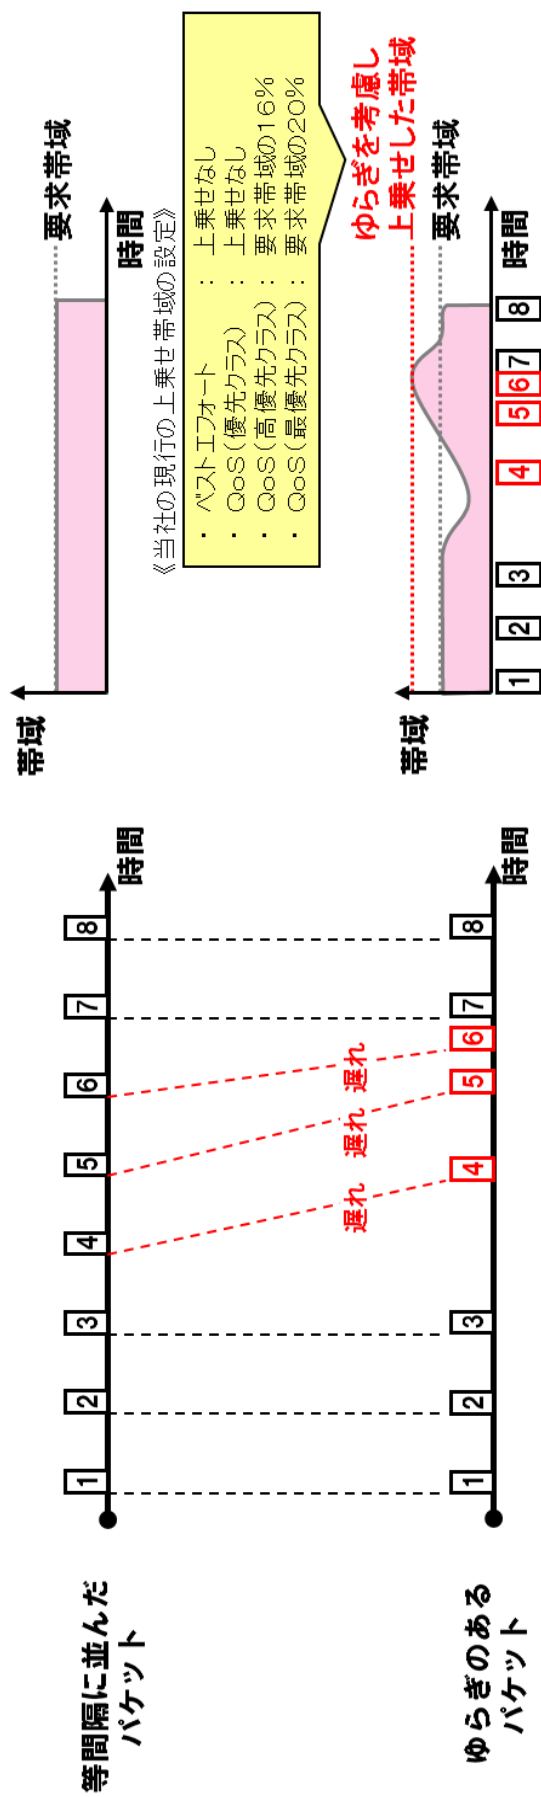 等間隔に並んだ
パケット
1 2 3 4 5 6 7 8
時間
遅れ 遅れ 遅れ
ゆらぎのある
パケット
1 2 3 4 5 6 7 8
時間
帯域
要求帯域
時間
《当社の現行の上乗せ帯域の設定》
・ ベストエフォート : 上乗せなし
・ QoS(優先クラス) : 上乗せなし
・ QoS(高優先クラス) : 要求帯域の16%
・ QoS(最優先クラス) : 要求帯域の20%
ゆらぎを考慮し
上乗せした帯域
帯域
要求帯域
時間
1 2 3 4 5 6 7 8